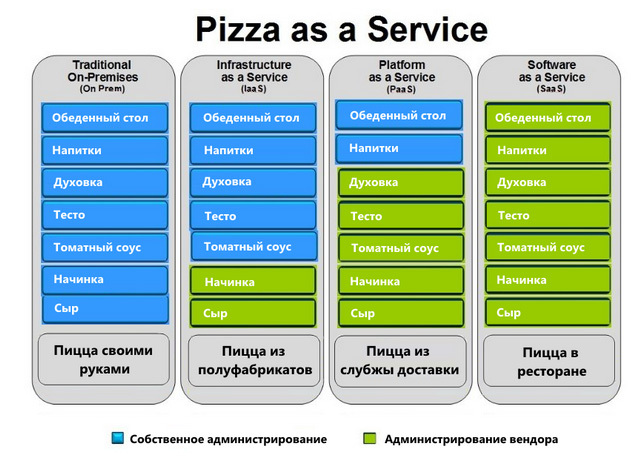 Pizza as a Service
Traditional
On-Premises
(On Prem)
Обеденный стол
Напитки
Духовка
Тесто
Томатный соус
Начинка
Сыр
Пицца своими
руками
Infrastructure
as a Service
(IaaS)
Обеденный стол
Напитки
Духовка
Тесто
Томатный соус
Начинка
Сыр
Пицца из
полуфабрикатов
Platform
as a Service
(PaaS)
Обеденный стол
Напитки
Духовка
Тесто
Томатный соус
Начинка
Сыр
Пицца из
слубжы доставки
Software
as a Service
(SaaS)
Обеденный стол
Напитки
Духовка
Тесто
Томатный соус
Начинка
Сыр
Пицца в
ресторане
Собственное администрирование
Администрирование вендора